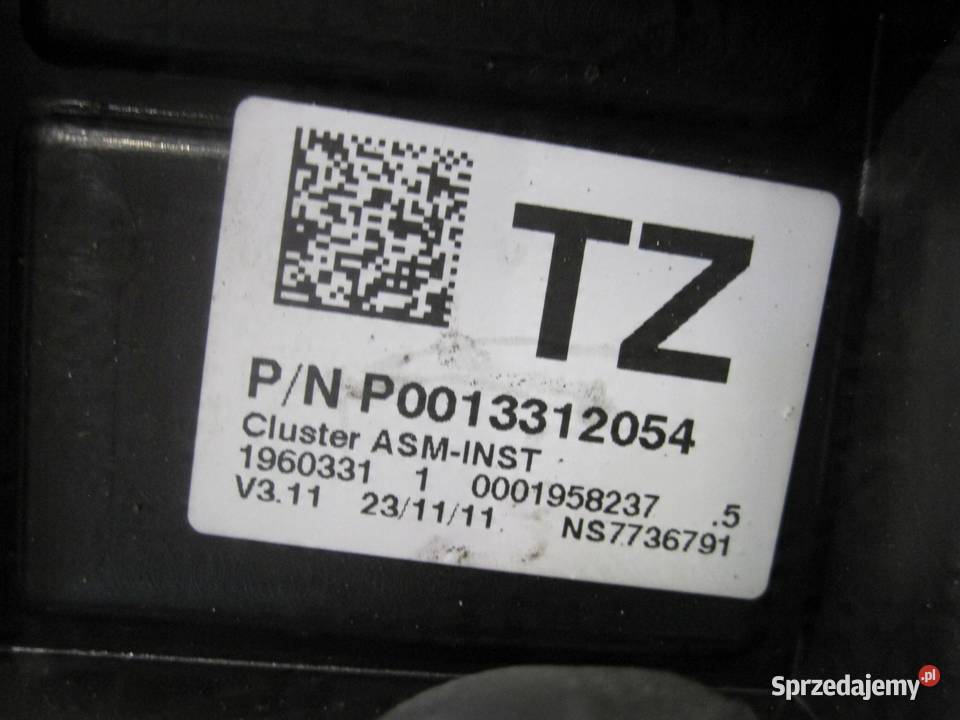 TZ
P/N P0013312054
Cluster ASM-INST
1960331 1 0001958237 .5
V3.11 23/11/11 NS7736791
Sprzedajemy.pl